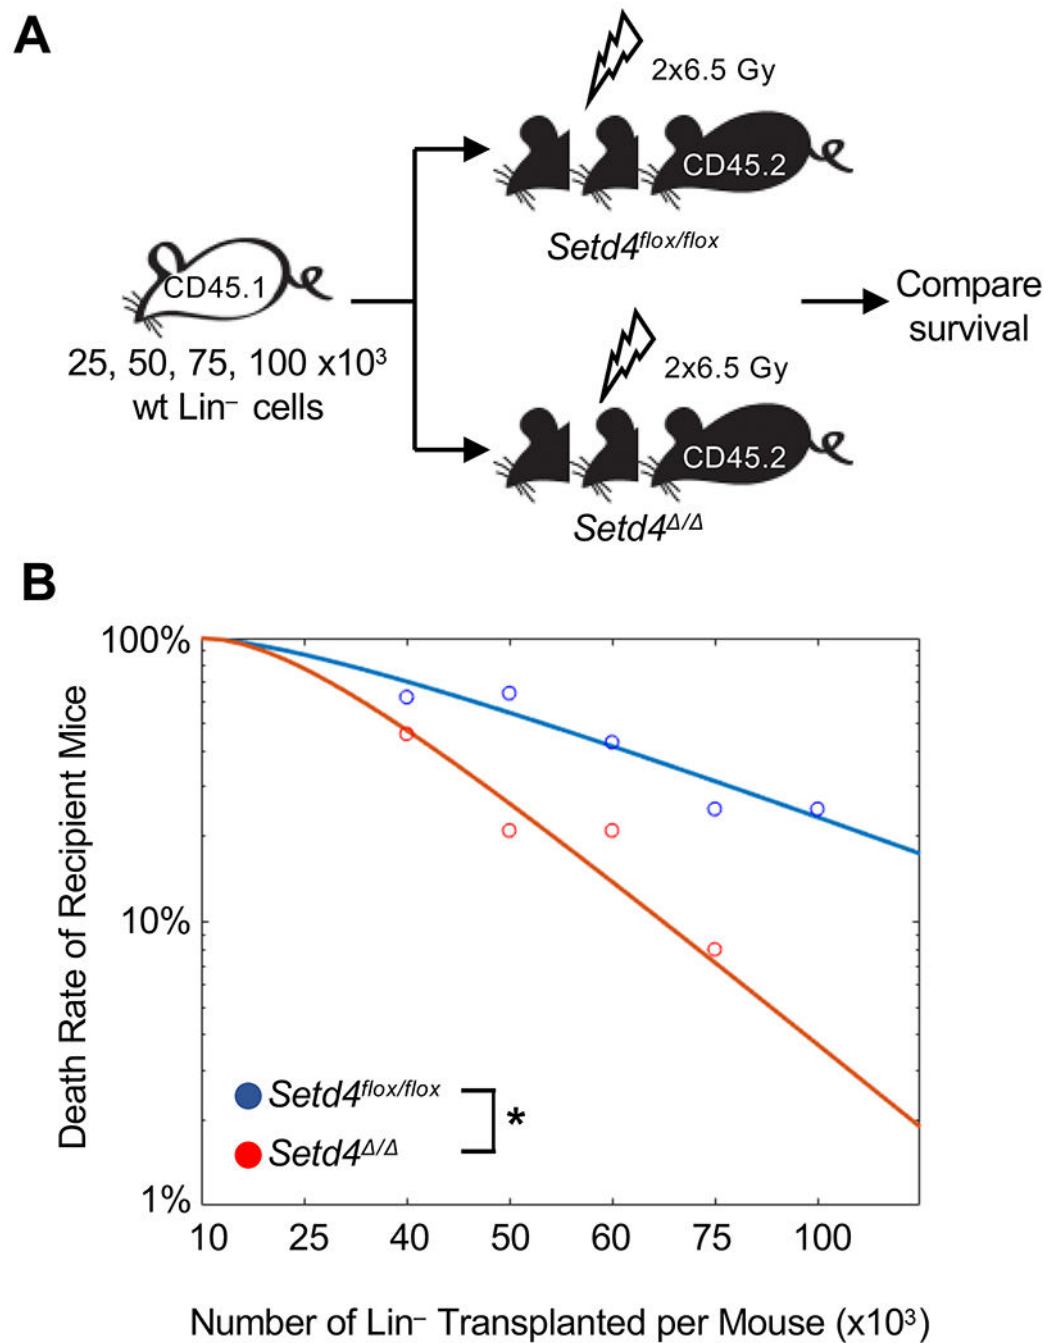 A
2x6.5 Gy
CD45.2
Setd4flox/flox
CD45.1
25, 50, 75, 100 x10³
wt Lin⁻ cells
Compare
survival
2x6.5 Gy
CD45.2
Setd4Δ/Δ
B
Death Rate of Recipient Mice
100%
10%
1%
Setd4flox/flox
*
Setd4Δ/Δ
10 25 40 50 60 75 100
Number of Lin⁻ Transplanted per Mouse (x10³)